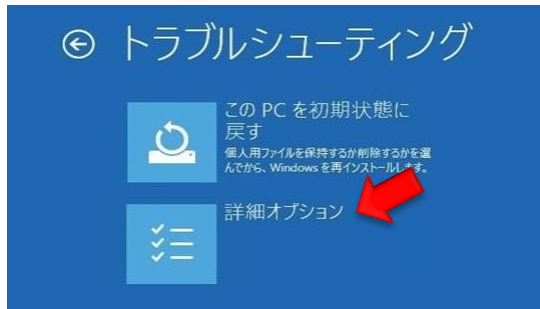 トラブルシューティング
この PC を初期状態に
戻す
個人用ファイルを保持するか削除するかを選
んでから、Windows を再インストールします。
詳細オプション